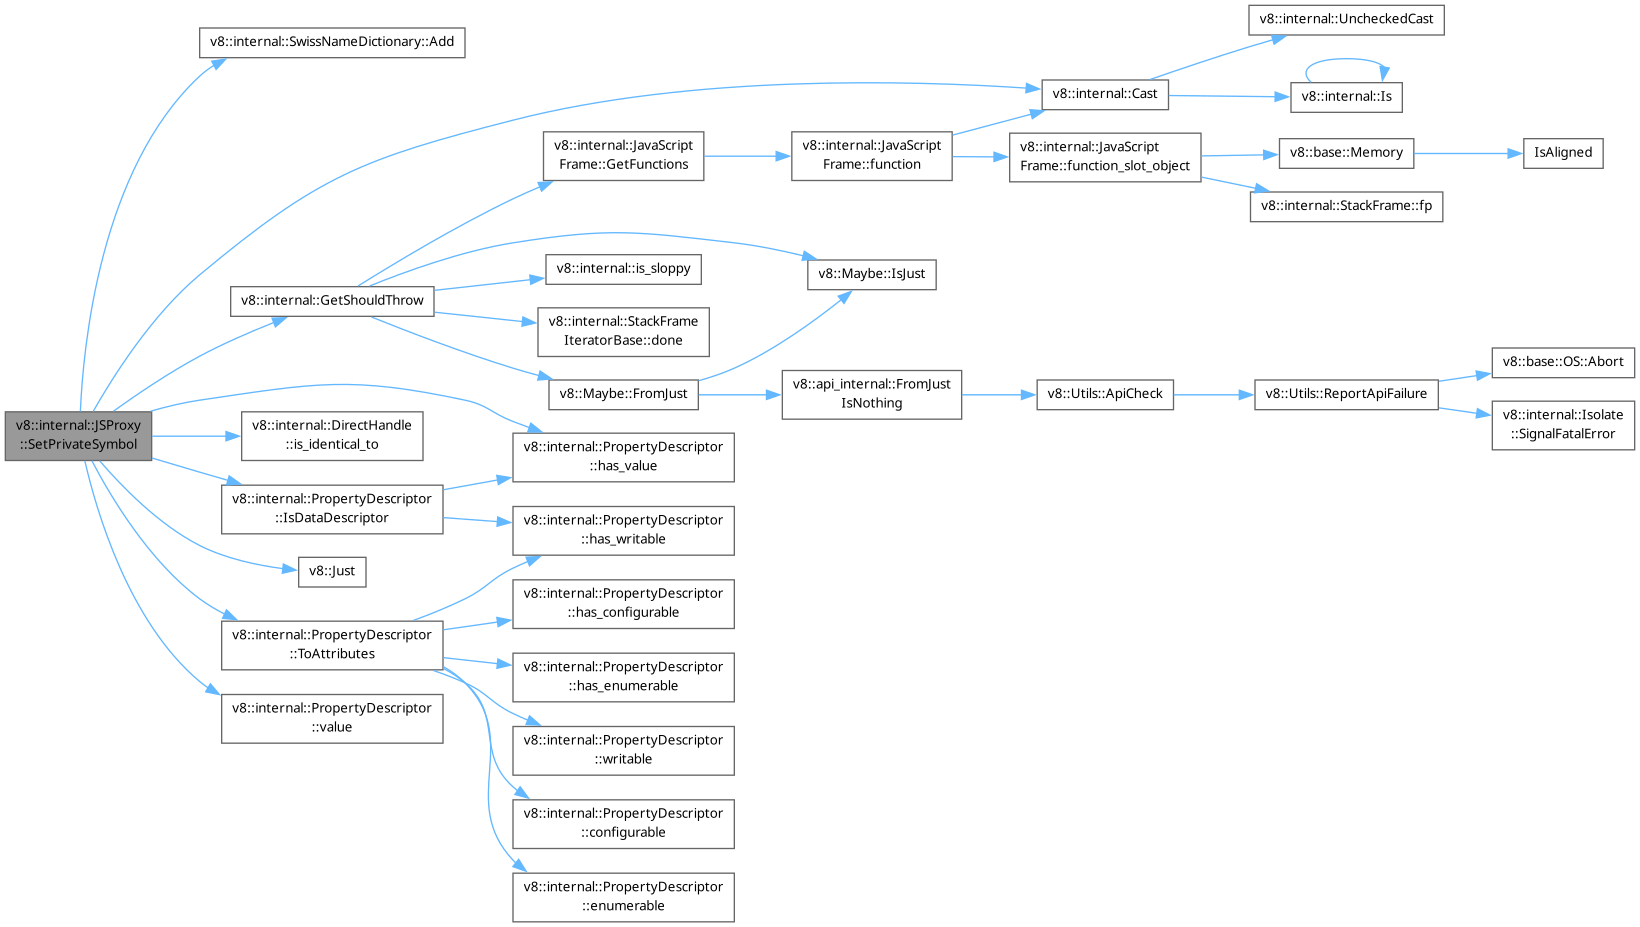 v8::internal::JSProxy
::SetPrivateSymbol
v8::internal::SwissNameDictionary::Add
v8::internal::GetShouldThrow
v8::internal::DirectHandle
::is_identical_to
v8::internal::PropertyDescriptor
::IsDataDescriptor
v8::Just
v8::internal::PropertyDescriptor
::ToAttributes
v8::internal::PropertyDescriptor
::value
v8::internal::JavaScript
Frame::GetFunctions
v8::internal::is_sloppy
v8::internal::StackFrame
IteratorBase::done
v8::Maybe::FromJust
v8::internal::PropertyDescriptor
::has_value
v8::internal::PropertyDescriptor
::has_writable
v8::internal::PropertyDescriptor
::has_configurable
v8::internal::PropertyDescriptor
::has_enumerable
v8::internal::PropertyDescriptor
::writable
v8::internal::PropertyDescriptor
::configurable
v8::internal::PropertyDescriptor
::enumerable
v8::internal::JavaScript
Frame::function
v8::Maybe::IsJust
v8::api_internal::FromJust
IsNothing
v8::internal::Cast
v8::internal::JavaScript
Frame::function_slot_object
v8::Utils::ApiCheck
v8::internal::UncheckedCast
v8::internal::Is
v8::base::Memory
v8::internal::StackFrame::fp
v8::Utils::ReportApiFailure
IsAligned
v8::base::OS::Abort
v8::internal::Isolate
::SignalFatalError